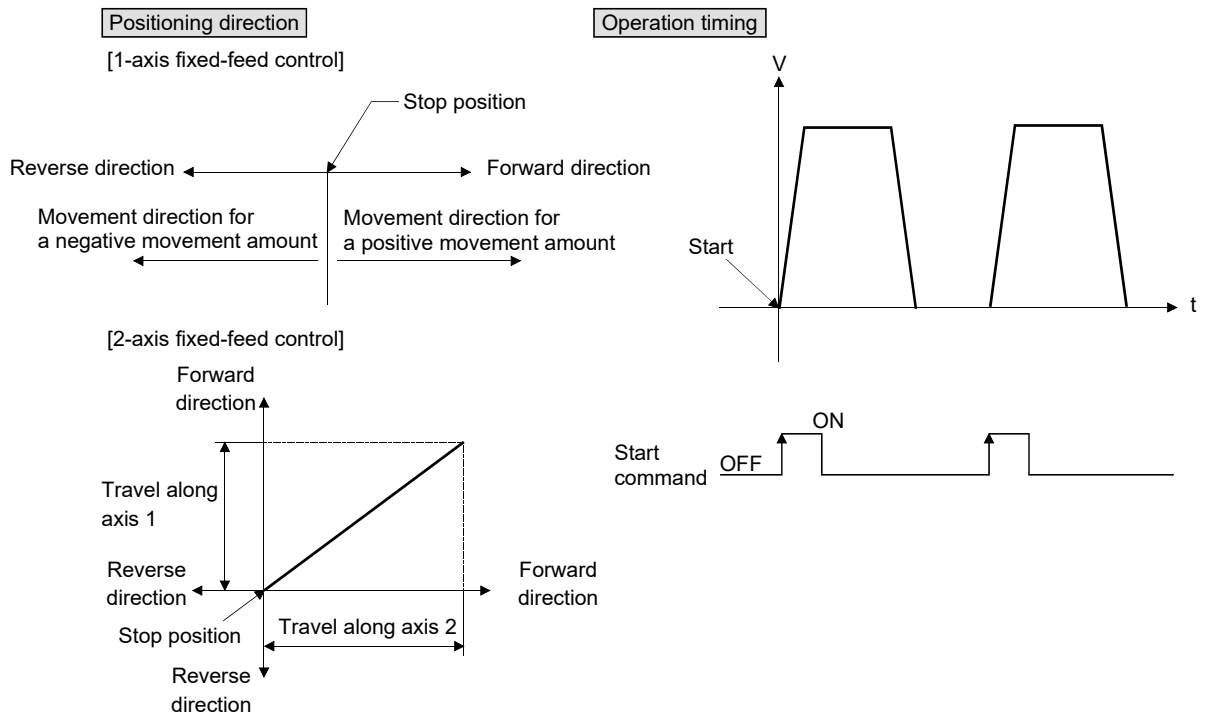 Positioning direction
[1-axis fixed-feed control]
Stop position
Reverse direction
Forward direction
Movement direction for
a negative movement amount
Movement direction for
a positive movement amount
[2-axis fixed-feed control]
Forward
direction
Travel along
axis 1
Reverse
direction
Forward
direction
Stop position
Travel along axis 2
Reverse
direction
Operation timing
V
Start
t
ON
Start
command
OFF